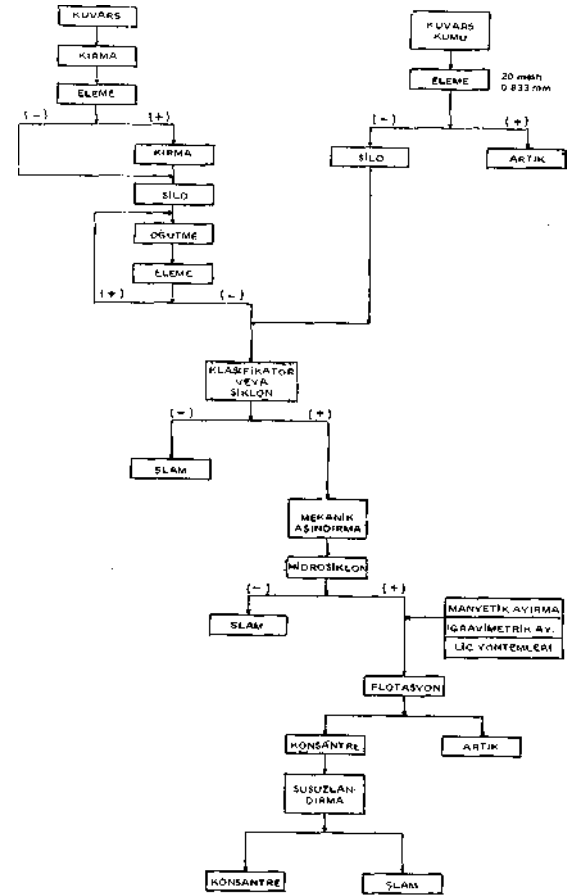 KUVARS
KIRMA
ELEME
(-) (+)
KIRMA
SİLO
ÖĞÜTME
ELEME
(+) (-)
KUVARS
KUMU
ELEME
20 mesh
0.833 mm
(-) (+)
SİLO
ARTIK
KLASİFİKATÖR
VEYA
SİKLON
(-) (+)
ŞLAM
MEKANİK
AŞINDIRMA
HİDROSİKLON
(-) (+)
ŞLAM
MANYETİK AYIRMA
GRAVİMETRİK AY.
LİÇ YÖNTEMLERİ
FLOTASYON
KONSANTRE
ARTIK
SUSUZLAN-
DIRMA
KONSANTRE
ŞLAM